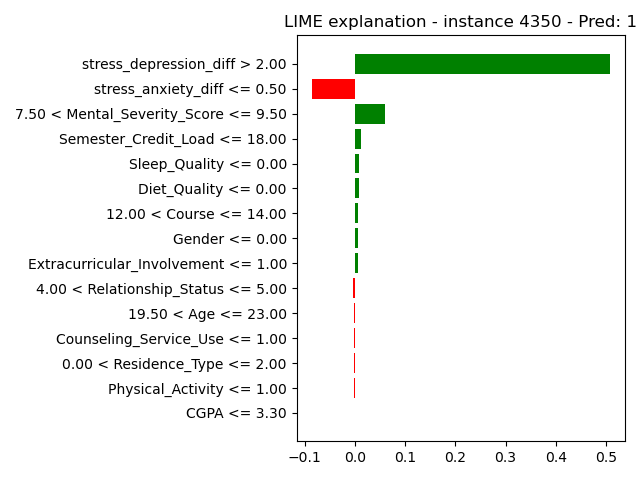 LIME explanation - instance 4350 - Pred: 1
stress_depression_diff > 2.00
stress_anxiety_diff <= 0.50
7.50 < Mental_Severity_Score <= 9.50
Semester_Credit_Load <= 18.00
Sleep_Quality <= 0.00
Diet_Quality <= 0.00
12.00 < Course <= 14.00
Gender <= 0.00
Extracurricular_Involvement <= 1.00
4.00 < Relationship_Status <= 5.00
19.50 < Age <= 23.00
Counseling_Service_Use <= 1.00
0.00 < Residence_Type <= 2.00
Physical_Activity <= 1.00
CGPA <= 3.30
−0.1 0.0 0.1 0.2 0.3 0.4 0.5